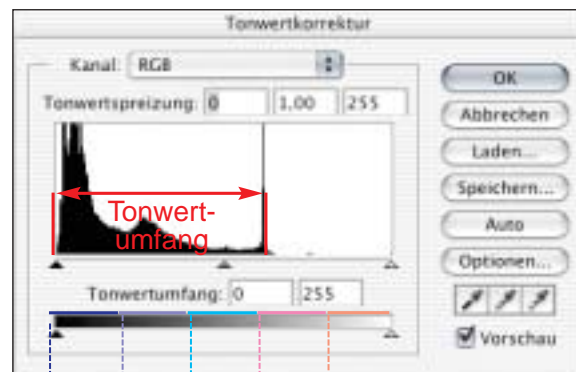 Tonwertkorrektur
Kanal: RGB
Tonwertspreizung: 0 1,00 255
Tonwert-
umfang
Tonwertumfang: 0 255
OK
Abbrechen
Laden...
Speichern...
Auto
Optionen...
Vorschau